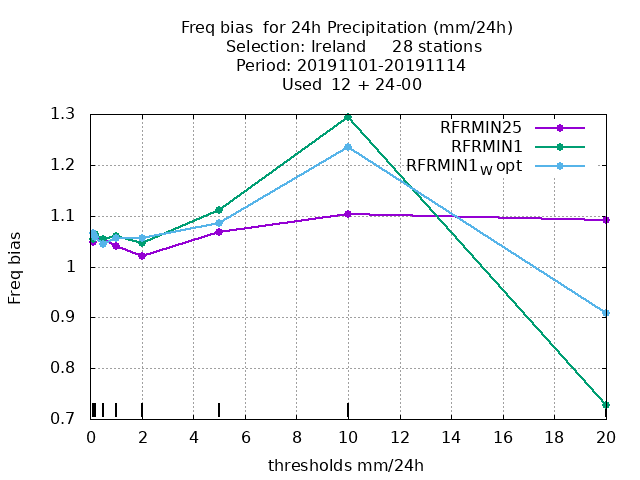 Freq bias  for 24h Precipitation (mm/24h)
Selection: Ireland     28 stations
Period: 20191101-20191114
Used  12 + 24-00
RFRMIN25
RFRMIN1
RFRMIN1_W opt
1.3
1.2
1.1
1
0.9
0.8
0.7
Freq bias
0 2 4 6 8 10 12 14 16 18 20
thresholds mm/24h